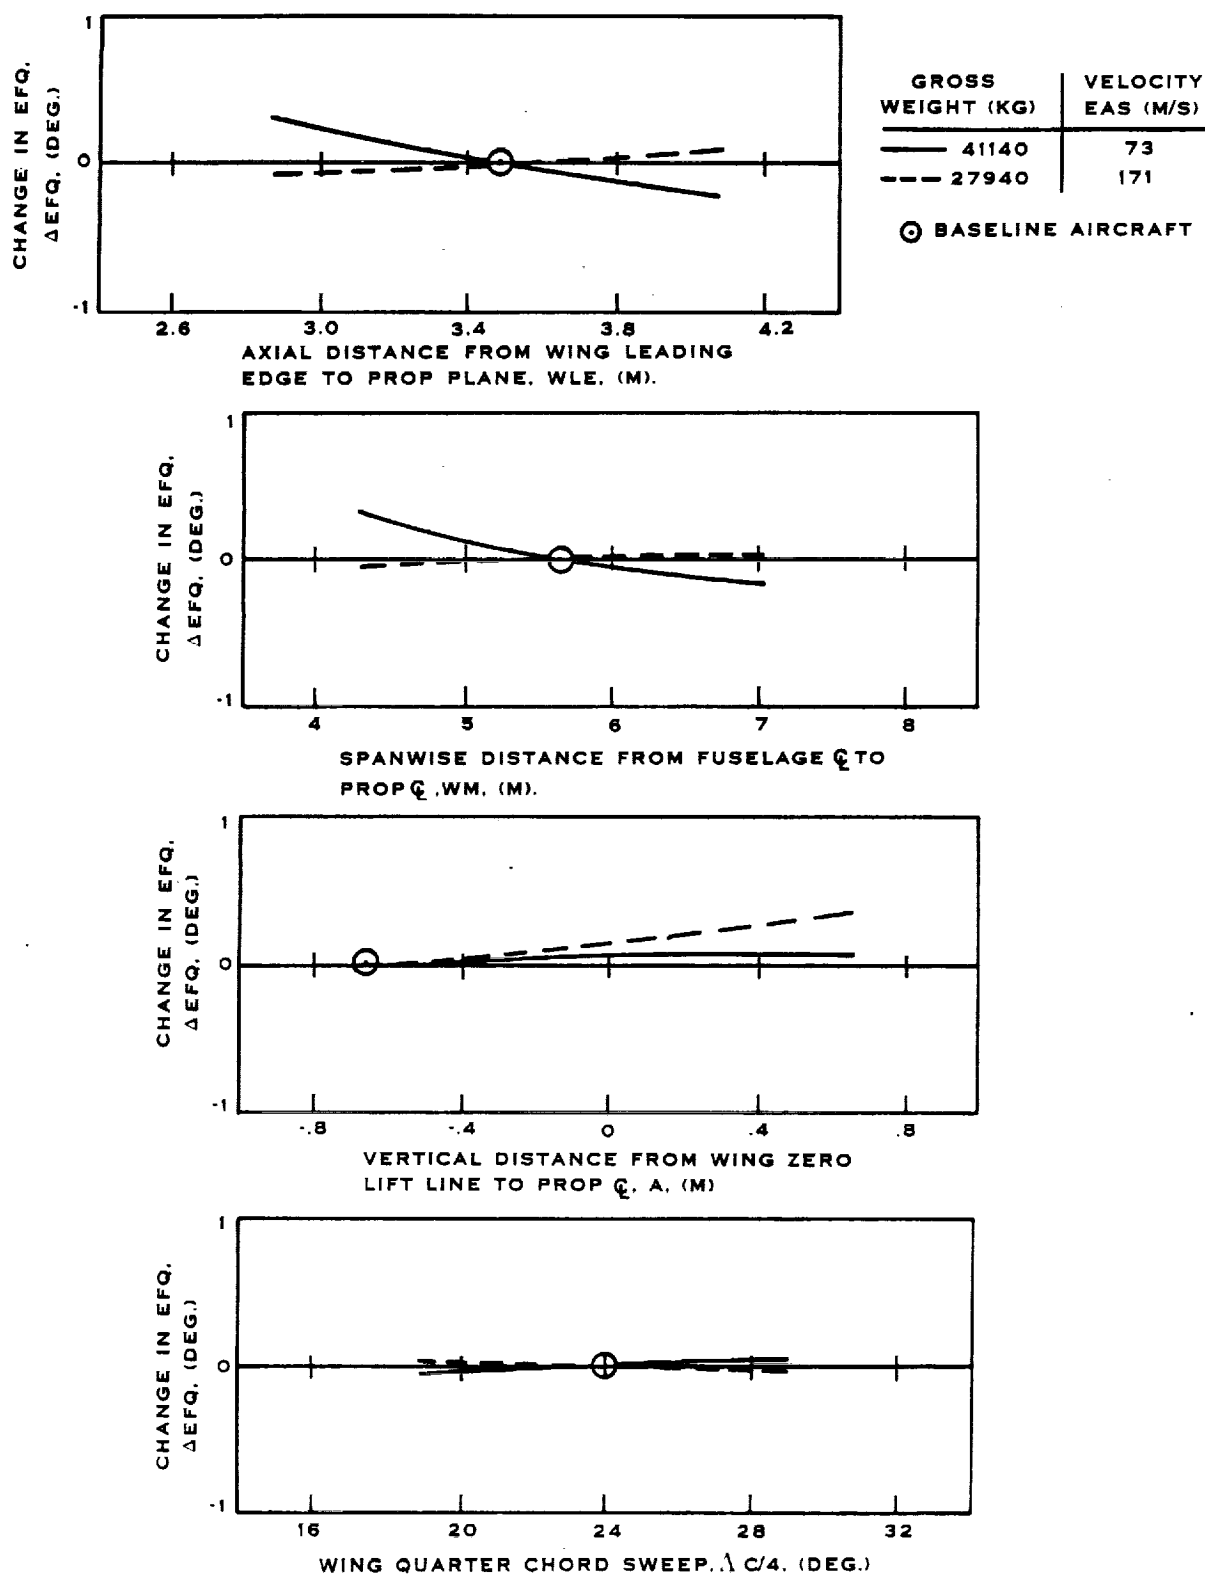 CHANGE IN EFQ,
ΔEFQ, (DEG.)
1
0
-1
2.6 3.0 3.4 3.8 4.2
AXIAL DISTANCE FROM WING LEADING
EDGE TO PROP PLANE, WLE, (M).
GROSS WEIGHT (KG) VELOCITY EAS (M/S)
41140 73
27940 171
BASELINE AIRCRAFT
CHANGE IN EFQ,
ΔEFQ, (DEG.)
1
0
-1
4 5 6 7 8
SPANWISE DISTANCE FROM FUSELAGE ℄ TO
PROP ℄, WM, (M).
CHANGE IN EFQ,
ΔEFQ, (DEG.)
1
0
-1
-.8 -.4 0 .4 .8
VERTICAL DISTANCE FROM WING ZERO
LIFT LINE TO PROP ℄, A, (M)
CHANGE IN EFQ,
ΔEFQ, (DEG.)
1
0
-1
16 20 24 28 32
WING QUARTER CHORD SWEEP, Λ C/4, (DEG.)